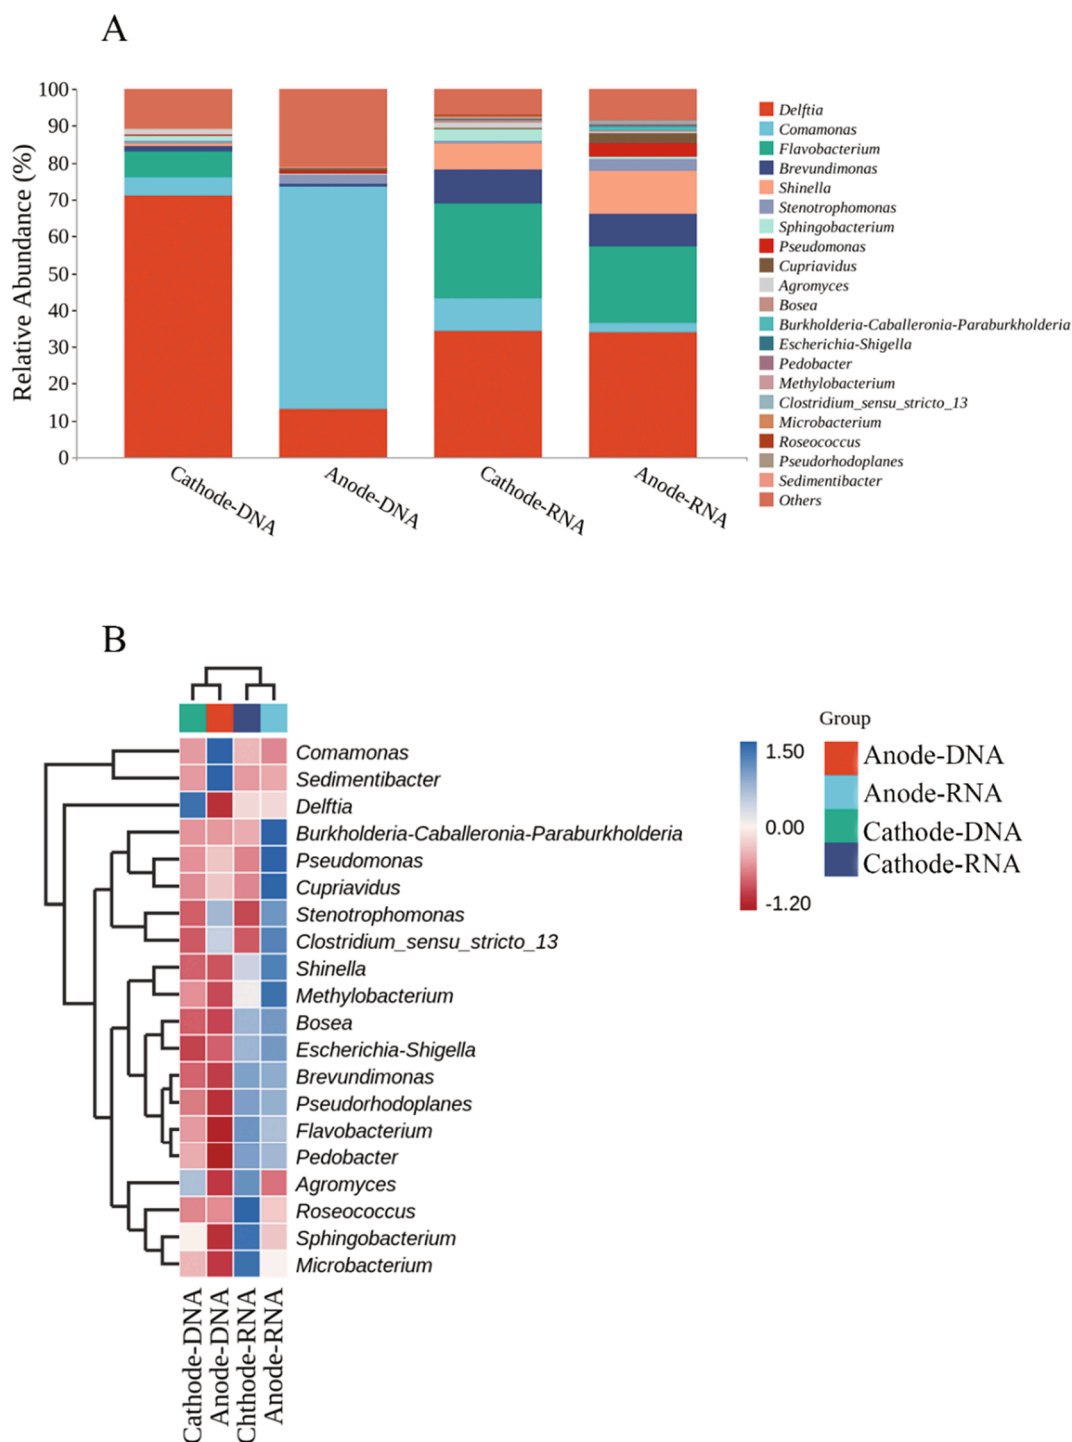 A
Relative Abundance (%)
100
90
80
70
60
50
40
30
20
10
0
Cathode-DNA
Anode-DNA
Cathode-RNA
Anode-RNA
Delftia
Comamonas
Flavobacterium
Brevundimonas
Shinella
Stenotrophomonas
Sphingobacterium
Pseudomonas
Cupriavidus
Agromyces
Bosea
Burkholderia-Caballeronia-Paraburkholderia
Escherichia-Shigella
Pedobacter
Methylobacterium
Clostridium_sensu_stricto_13
Microbacterium
Roseococcus
Pseudorhodoplanes
Sedimentibacter
Others
B
Comamonas
Sedimentibacter
Delftia
Burkholderia-Caballeronia-Paraburkholderia
Pseudomonas
Cupriavidus
Stenotrophomonas
Clostridium_sensu_stricto_13
Shinella
Methylobacterium
Bosea
Escherichia-Shigella
Brevundimonas
Pseudorhodoplanes
Flavobacterium
Pedobacter
Agromyces
Roseococcus
Sphingobacterium
Microbacterium
Cathode-DNA
Anode-DNA
Chthode-RNA
Anode-RNA
1.50
0.00
-1.20
Group
Anode-DNA
Anode-RNA
Cathode-DNA
Cathode-RNA